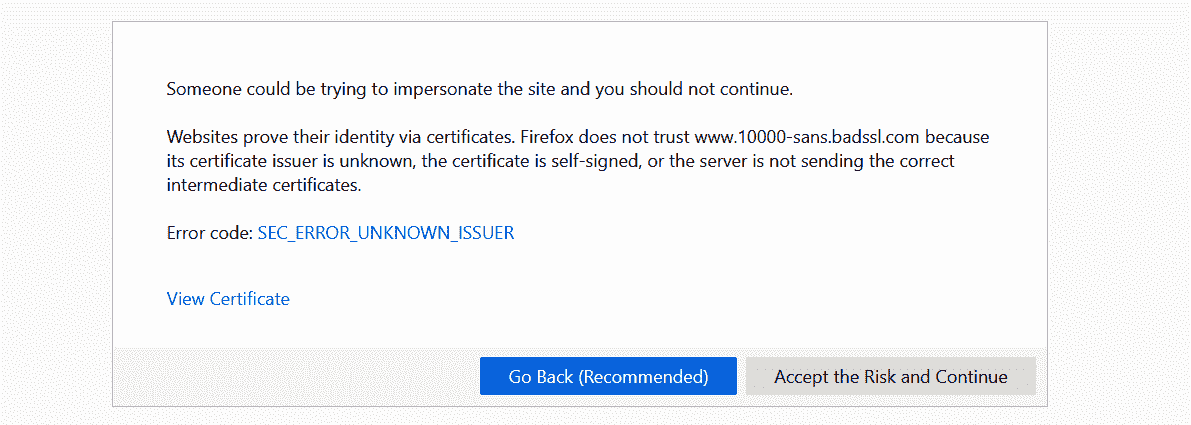 Someone could be trying to impersonate the site and you should not continue.
Websites prove their identity via certificates. Firefox does not trust www.10000-sans.badssl.com because
its certificate issuer is unknown, the certificate is self-signed, or the server is not sending the correct
intermediate certificates.
Error code: SEC_ERROR_UNKNOWN_ISSUER
View Certificate
Go Back (Recommended)
Accept the Risk and Continue